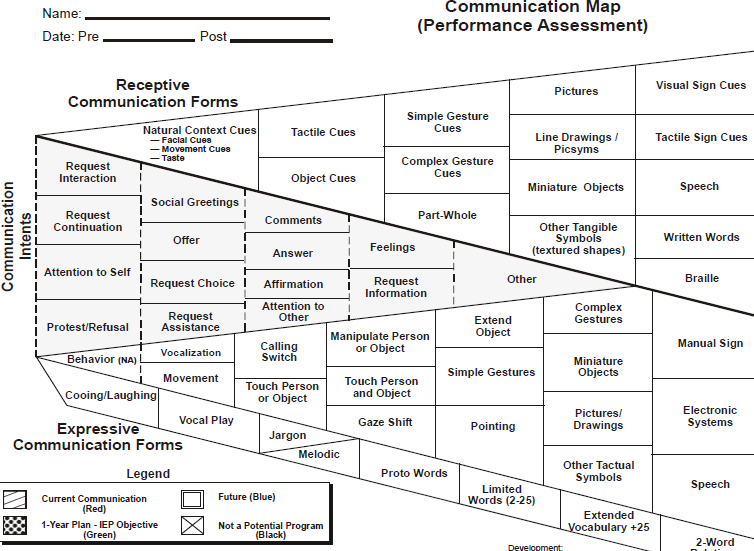 Communication Map
(Performance Assessment)
Name:
Date: Pre
Post
Receptive
Communication Forms
Natural Context Cues
— Facial Cues
— Movement Cues
— Taste
Tactile Cues
Object Cues
Simple Gesture
Cues
Complex Gesture
Cues
Part-Whole
Pictures
Line Drawings /
Picsyms
Miniature Objects
Other Tangible
Symbols
(textured shapes)
Visual Sign Cues
Tactile Sign Cues
Speech
Written Words
Braille
Communication
Intents
Request
Interaction
Request
Continuation
Attention to Self
Protest/Refusal
Social Greetings
Offer
Request Choice
Request
Assistance
Comments
Answer
Affirmation
Attention to
Other
Feelings
Request
Information
Other
Behavior (NA)
Cooing/Laughing
Vocalization
Movement
Vocal Play
Calling
Switch
Touch Person
or Object
Jargon
Melodic
Manipulate Person
or Object
Touch Person
and Object
Gaze Shift
Proto Words
Extend
Object
Simple Gestures
Pointing
Limited
Words (2-25)
Complex
Gestures
Miniature
Objects
Pictures/
Drawings
Other Tactual
Symbols
Extended
Vocabulary +25
Manual Sign
Electronic
Systems
Speech
2-Word
Expressive
Communication Forms
Legend
Current Communication
(Red)
1-Year Plan - IEP Objective
(Green)
Future (Blue)
Not a Potential Program
(Black)
Development: